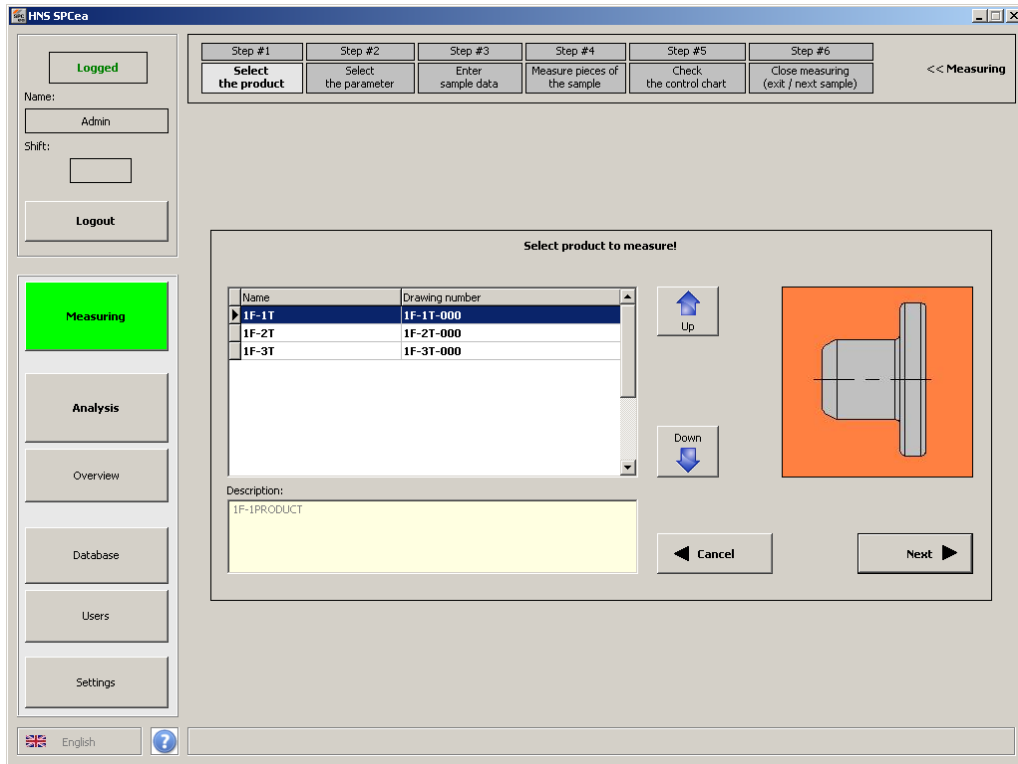 HNS SPCea
Logged
Name:
Admin
Shift:
Logout
Step #1
Select
the product
Step #2
Select
the parameter
Step #3
Enter
sample data
Step #4
Measure pieces of
the sample
Step #5
Check
the control chart
Step #6
Close measuring
(exit / next sample)
<< Measuring
Measuring
Analysis
Overview
Database
Users
Settings
Select product to measure!
Name Drawing number
1F-1T 1F-1T-000
1F-2T 1F-2T-000
1F-3T 1F-3T-000
Up
Down
Description:
1F-1PRODUCT
Cancel
Next
English
?